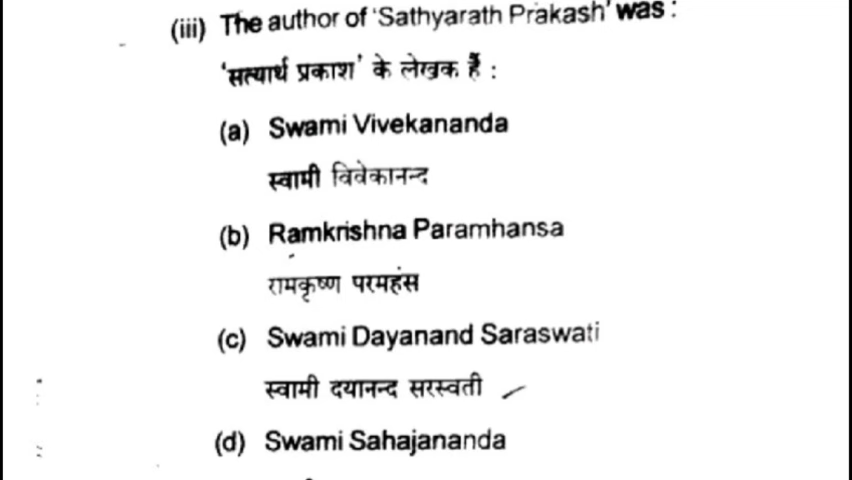 (iii) The author of 'Sathyarath Prakash' was :
'सत्यार्थ प्रकाश' के लेखक हैं :
(a) Swami Vivekananda
स्वामी विवेकानन्द
(b) Ramkrishna Paramhansa
रामकृष्ण परमहंस
(c) Swami Dayanand Saraswati
स्वामी दयानन्द सरस्वती
(d) Swami Sahajananda